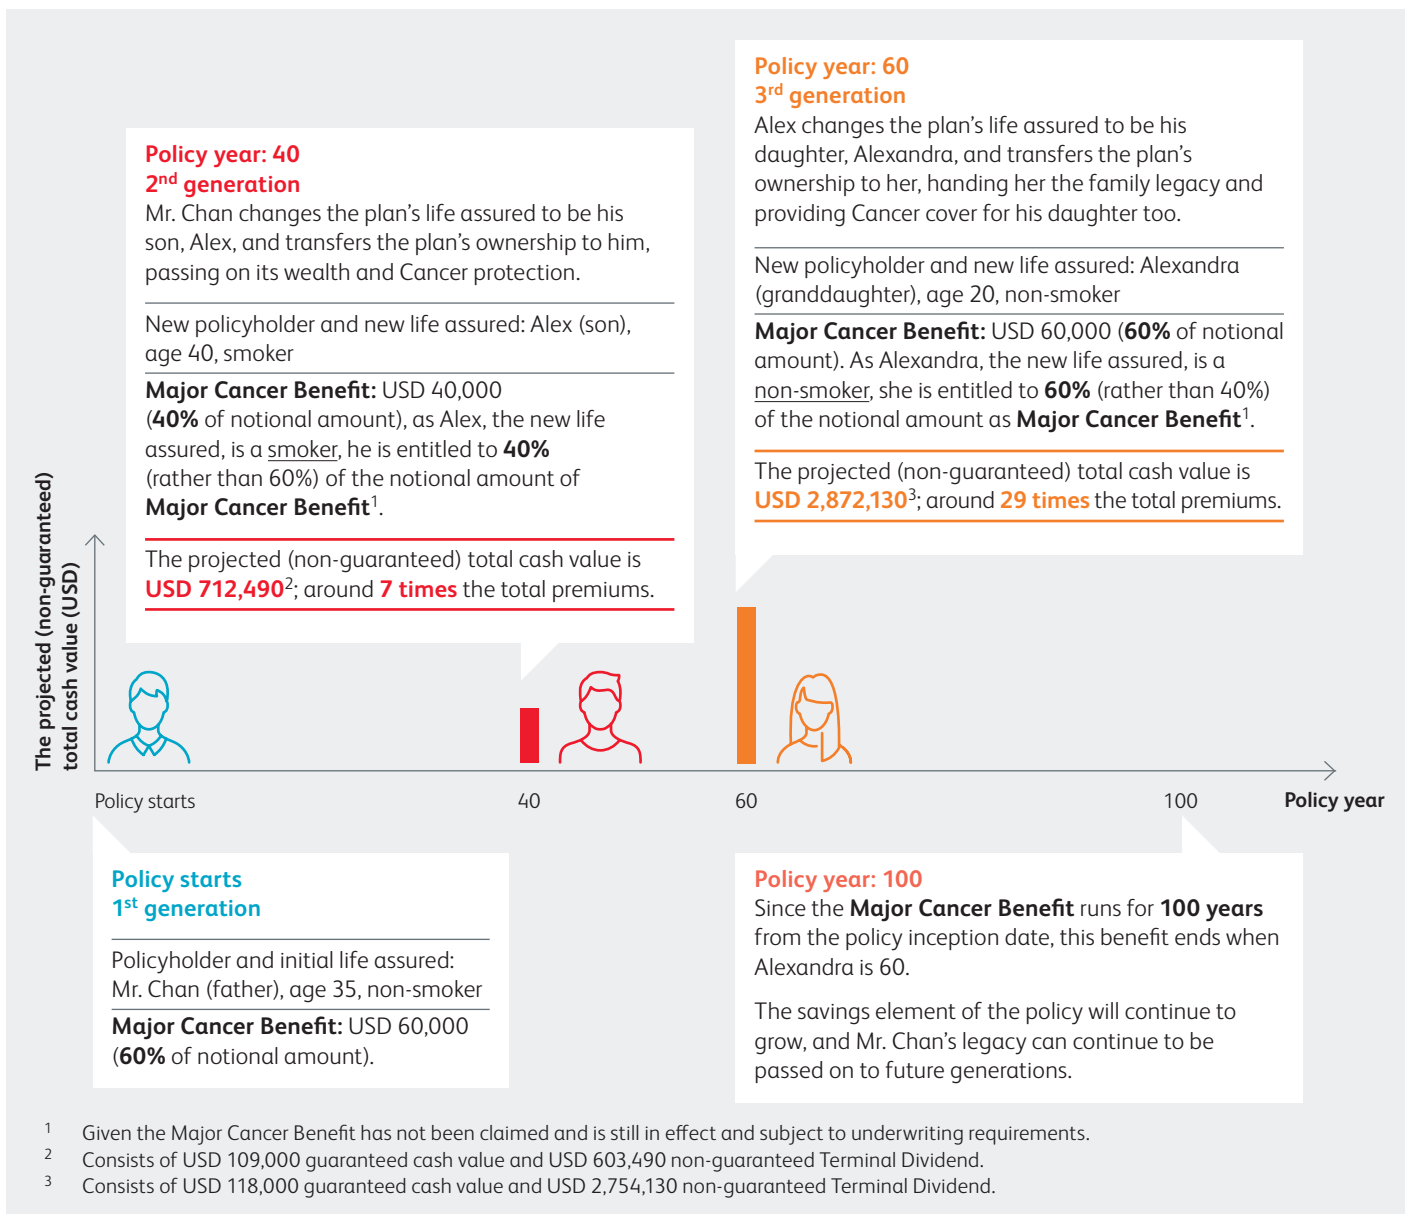 Policy year: 60
3rd generation
Alex changes the plan’s life assured to be his
daughter, Alexandra, and transfers the plan’s
ownership to her, handing her the family legacy and
providing Cancer cover for his daughter too.
New policyholder and new life assured: Alexandra
(granddaughter), age 20, non-smoker
Major Cancer Benefit: USD 60,000 (60% of notional
amount). As Alexandra, the new life assured, is a
non-smoker, she is entitled to 60% (rather than 40%)
of the notional amount as Major Cancer Benefit1.
The projected (non-guaranteed) total cash value is
USD 2,872,1303; around 29 times the total premiums.
Policy year: 40
2nd generation
Mr. Chan changes the plan’s life assured to be his
son, Alex, and transfers the plan’s ownership to him,
passing on its wealth and Cancer protection.
New policyholder and new life assured: Alex (son),
age 40, smoker
Major Cancer Benefit: USD 40,000
(40% of notional amount), as Alex, the new life
assured, is a smoker, he is entitled to 40%
(rather than 60%) of the notional amount of
Major Cancer Benefit1.
The projected (non-guaranteed) total cash value is
USD 712,4902; around 7 times the total premiums.
The projected (non-guaranteed)
total cash value (USD)
Policy starts
40
60
100
Policy year
Policy starts
1st generation
Policyholder and initial life assured:
Mr. Chan (father), age 35, non-smoker
Major Cancer Benefit: USD 60,000
(60% of notional amount).
Policy year: 100
Since the Major Cancer Benefit runs for 100 years
from the policy inception date, this benefit ends when
Alexandra is 60.
The savings element of the policy will continue to
grow, and Mr. Chan’s legacy can continue to be
passed on to future generations.
1 Given the Major Cancer Benefit has not been claimed and is still in effect and subject to underwriting requirements.
2 Consists of USD 109,000 guaranteed cash value and USD 603,490 non-guaranteed Terminal Dividend.
3 Consists of USD 118,000 guaranteed cash value and USD 2,754,130 non-guaranteed Terminal Dividend.